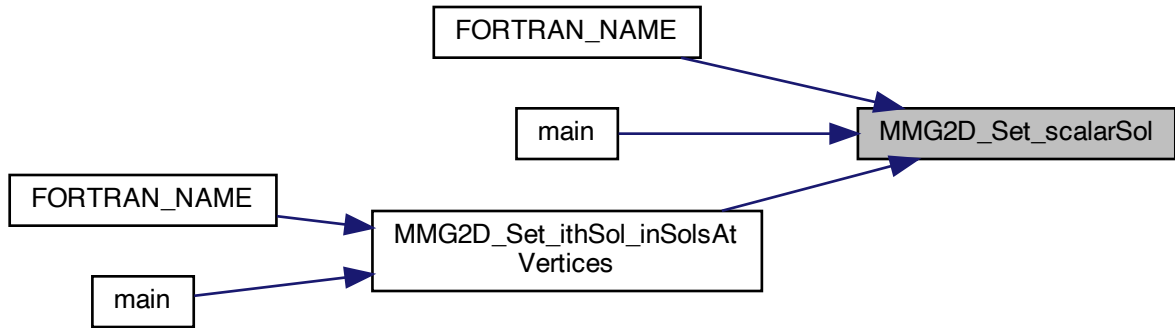 FORTRAN_NAME
main
MMG2D_Set_scalarSol
FORTRAN_NAME
MMG2D_Set_ithSol_inSolsAt
Vertices
main